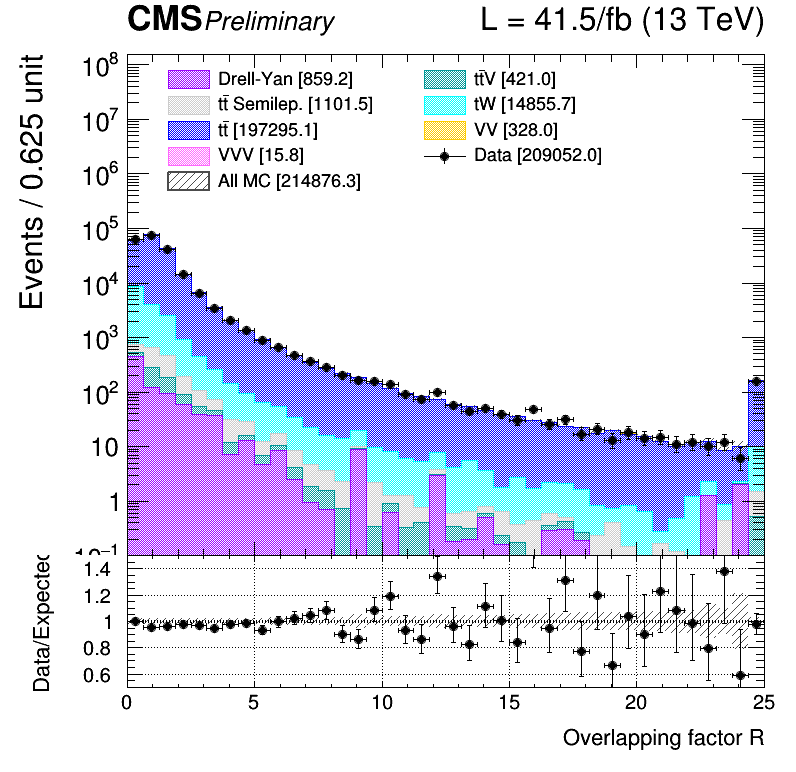 CMS Preliminary L = 41.5/fb (13 TeV)
Events / 0.625 unit
10⁸
10⁷
10⁶
10⁵
10⁴
10³
10²
10
1
10⁻¹
Drell-Yan [859.2]
tt̄ Semilep. [1101.5]
tt̄ [197295.1]
VVV [15.8]
All MC [214876.3]
tt̄V [421.0]
tW [14855.7]
VV [328.0]
Data [209052.0]
Data/Expected
1.4
1.2
1
0.8
0.6
0 5 10 15 20 25
Overlapping factor R